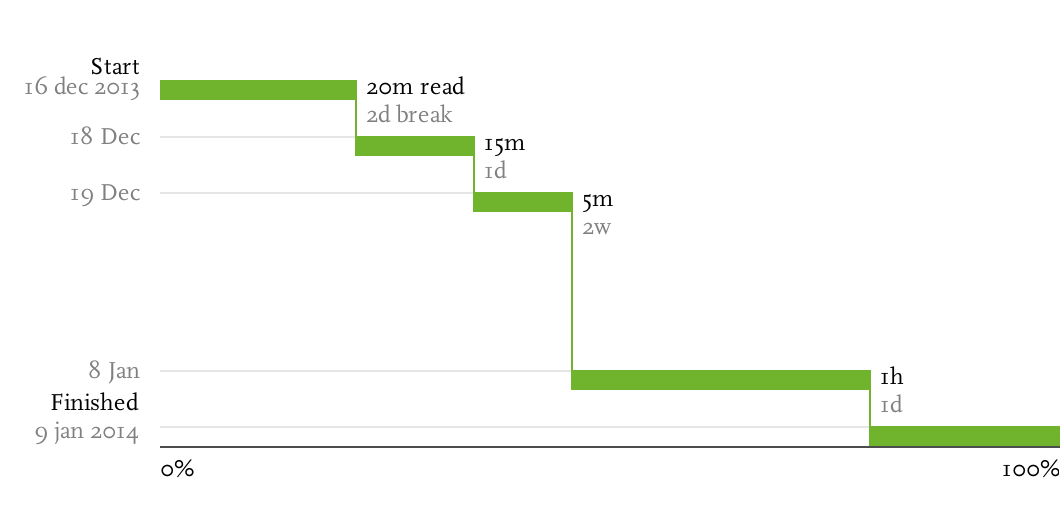 Start
16 dec 2013
20m read
2d break
18 Dec
15m
1d
19 Dec
5m
2w
8 Jan
1h
Finished
1d
9 jan 2014
0%
100%